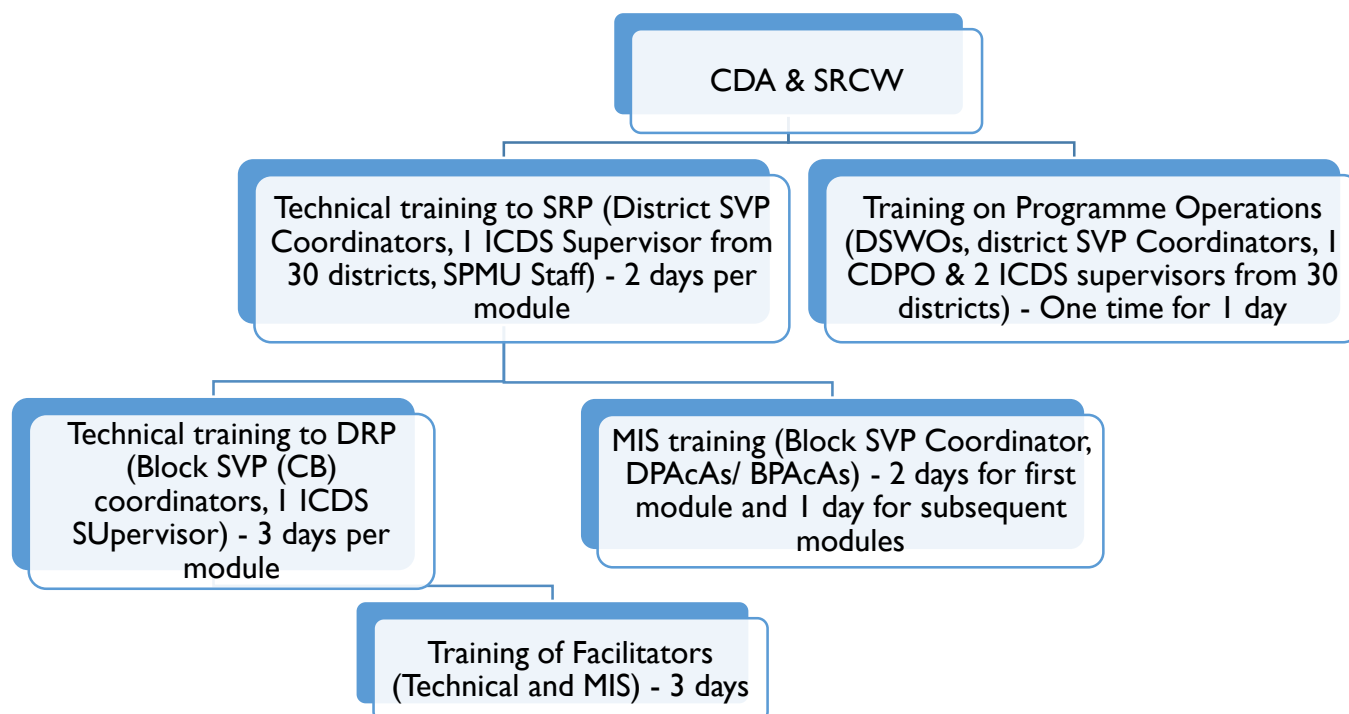 CDA & SRCW
Technical training to SRP (District SVP
Coordinators, 1 ICDS Supervisor from
30 districts, SPMU Staff) - 2 days per
module
Training on Programme Operations
(DSWOs, district SVP Coordinators, 1
CDPO & 2 ICDS supervisors from 30
districts) - One time for 1 day
Technical training to DRP
(Block SVP (CB)
coordinators, 1 ICDS
SUpervisor) - 3 days per
module
MIS training (Block SVP Coordinator,
DPAcAs/ BPAcAs) - 2 days for first
module and 1 day for subsequent
modules
Training of Facilitators
(Technical and MIS) - 3 days